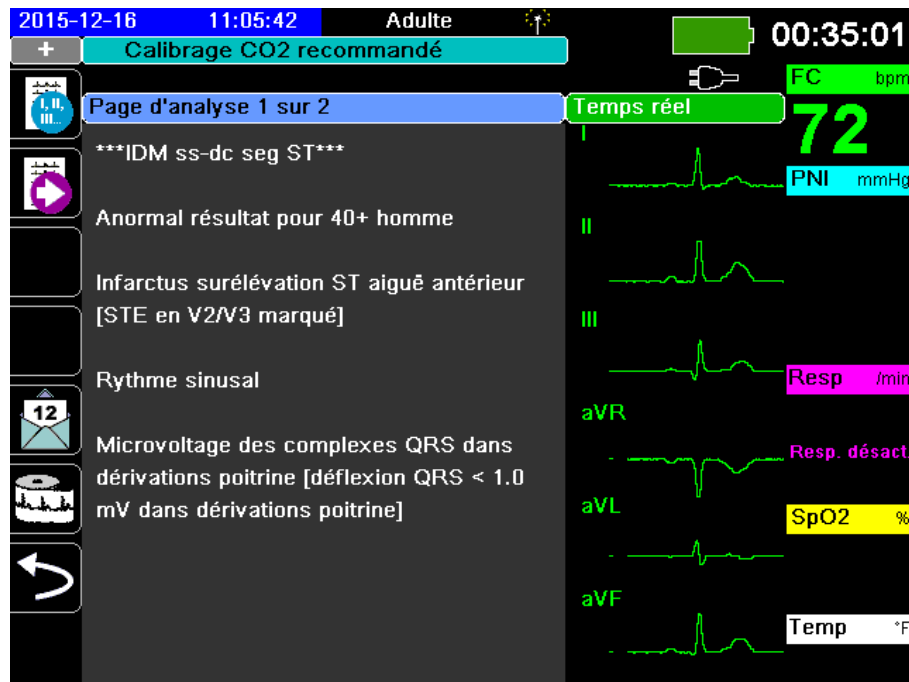 2015-12-16 11:05:42 Adulte
00:35:01
+ Calibrage CO2 recommandé
FC bpm
I, II,
III...
Page d'analyse 1 sur 2
Temps réel
72
I
***IDM ss-dc seg ST***
PNI mmHg
Anormal résultat pour 40+ homme
II
Infarctus surélévation ST aiguë antérieur
[STE en V2/V3 marqué]
III
Rythme sinusal
Resp /min
12
aVR
Microvoltage des complexes QRS dans
dérivations poitrine [déflexion QRS < 1.0
mV dans dérivations poitrine]
Resp. désact.
aVL
SpO2 %
aVF
Temp °F